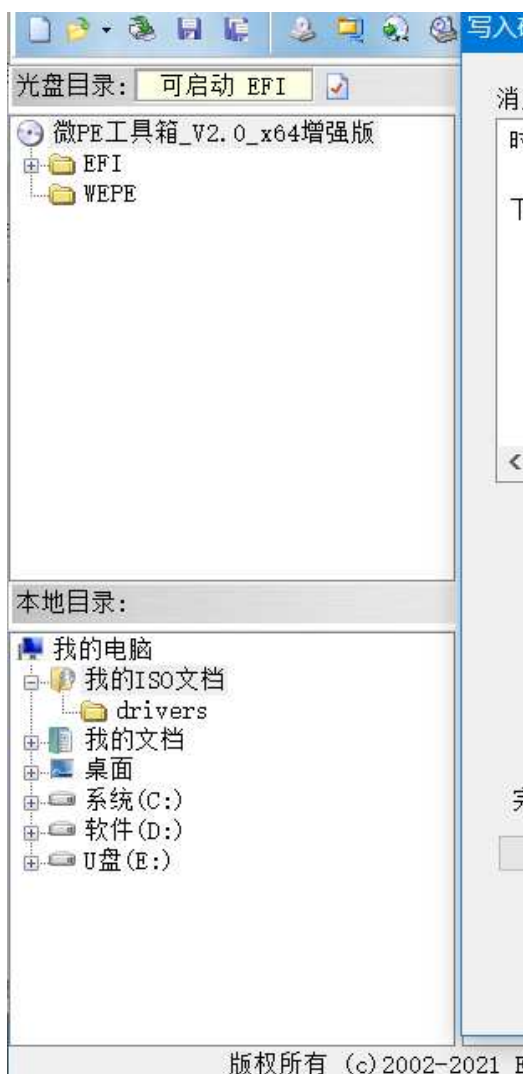 写入
光盘目录: 可启动 EFI
消
微PE工具箱_V2.0_x64增强版
EFI
WEPE
本地目录:
我的电脑
我的ISO文档
drivers
我的文档
桌面
系统(C:)
软件(D:)
U盘(E:)
版权所有 (c)2002-2021 E